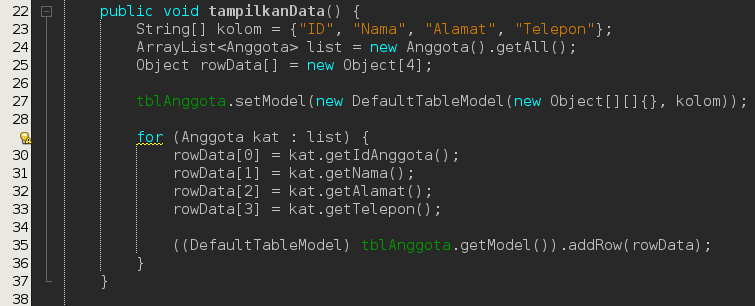 22 public void tampilkanData() {
23 String[] kolom = {"ID", "Nama", "Alamat", "Telepon"};
24 ArrayList<Anggota> list = new Anggota().getAll();
25 Object rowData[] = new Object[4];
26
27 tblAnggota.setModel(new DefaultTableModel(new Object[][]{}, kolom));
28
for (Anggota kat : list) {
30 rowData[0] = kat.getIdAnggota();
31 rowData[1] = kat.getNama();
32 rowData[2] = kat.getAlamat();
33 rowData[3] = kat.getTelepon();
34
35 ((DefaultTableModel) tblAnggota.getModel()).addRow(rowData);
36 }
37 }
38